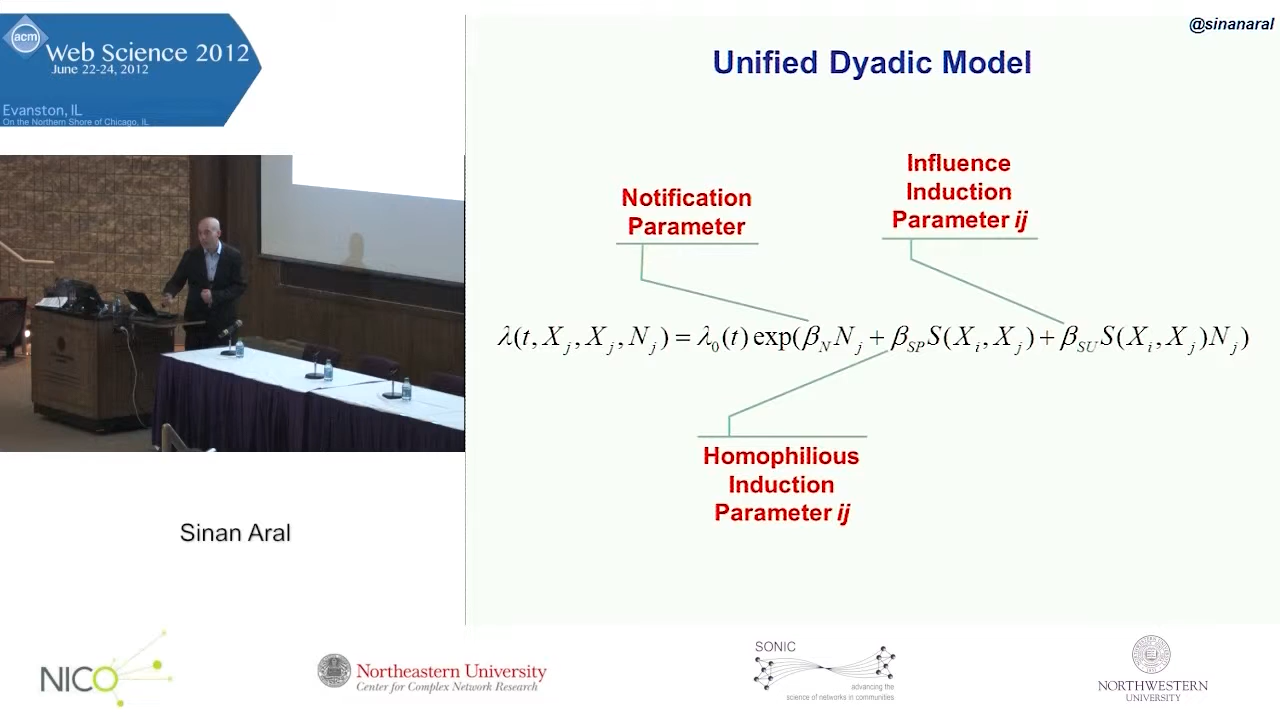 @sinanaral
acm
Web Science 2012
June 22-24, 2012
Evanston, IL
On the Northern Shore of Chicago, IL
Unified Dyadic Model
Notification
Parameter
Influence
Induction
Parameter ij
λ(t, X_j, X_j, N_j) = λ_0(t) exp(β_N N_j + β_SP S(X_i, X_j) + β_SU S(X_i, X_j)N_j)
Homophilious
Induction
Parameter ij
Sinan Aral
NICO
Northeastern University
Center for Complex Network Research
SONIC
advancing the
science of networks in communities
NORTHWESTERN
UNIVERSITY